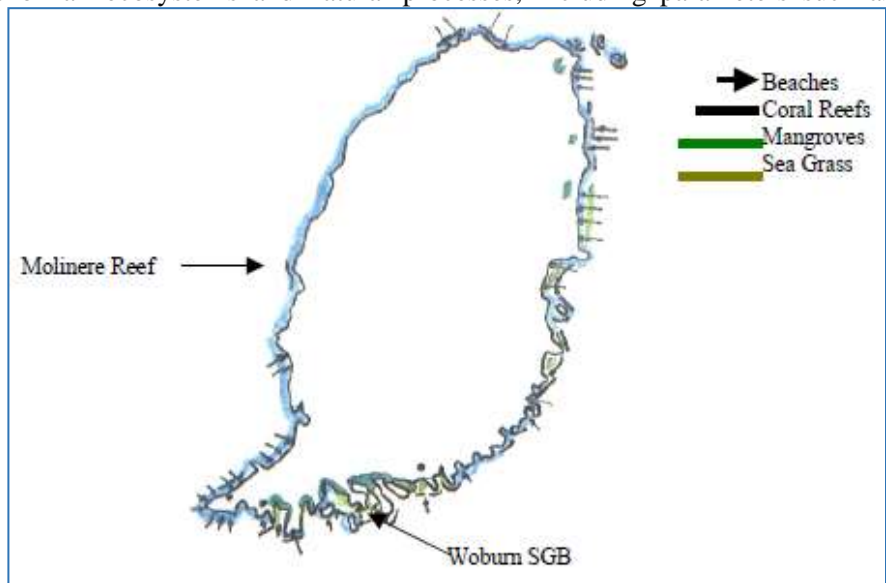 Beaches
Coral Reefs
Mangroves
Sea Grass
Molinere Reef
Woburn SGB